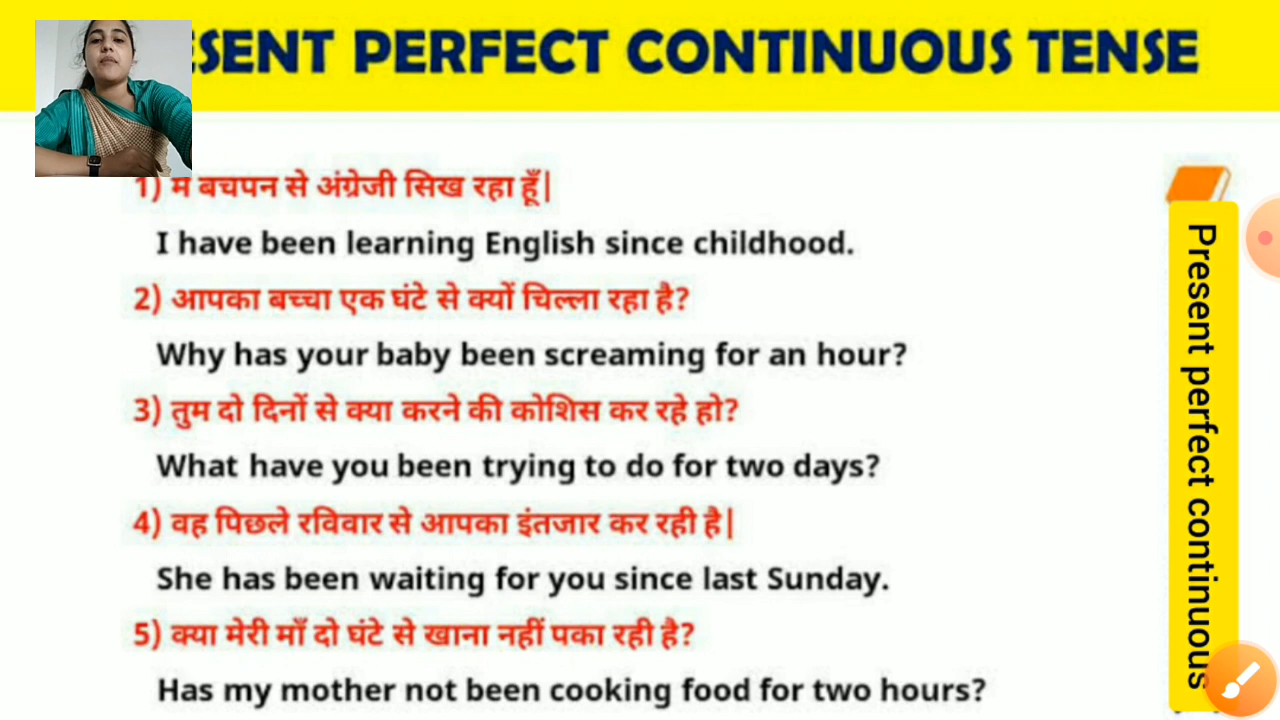 ESENT PERFECT CONTINUOUS TENSE
1) म बचपन से अंग्रेजी सिख रहा हूँ|
I have been learning English since childhood.
2) आपका बच्चा एक घंटे से क्यों चिल्ला रहा है?
Why has your baby been screaming for an hour?
3) तुम दो दिनों से क्या करने की कोशिस कर रहे हो?
What have you been trying to do for two days?
4) वह पिछले रविवार से आपका इंतजार कर रही है|
She has been waiting for you since last Sunday.
5) क्या मेरी माँ दो घंटे से खाना नहीं पका रही है?
Has my mother not been cooking food for two hours?
Present perfect continuous